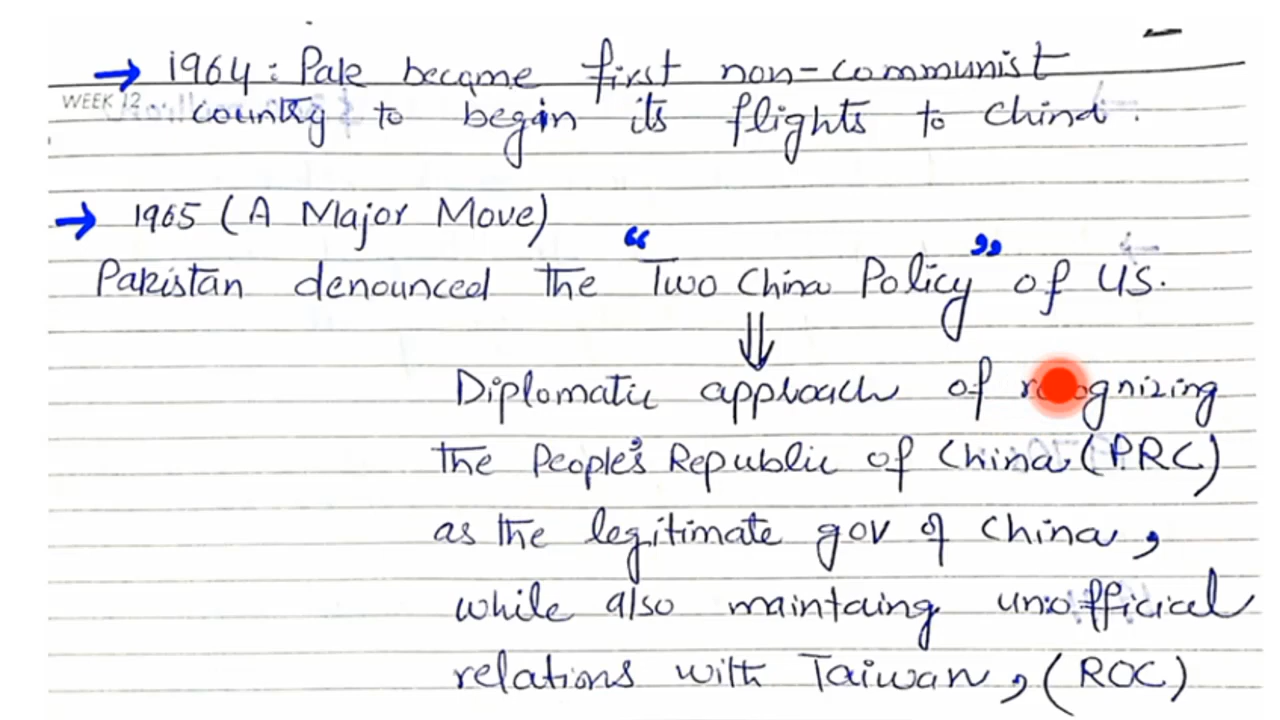 → 1964: Pak became first non-communist
WEEK 12
country to begin its flights to China.
→ 1965 (A Major Move)
Pakistan denounced the "Two China Policy" of US.
⇓
Diplomatic approach of recognizing
the People's Republic of China (PRC)
as the legitimate gov of China,
while also maintaing unofficial
relations with Taiwan, (ROC)